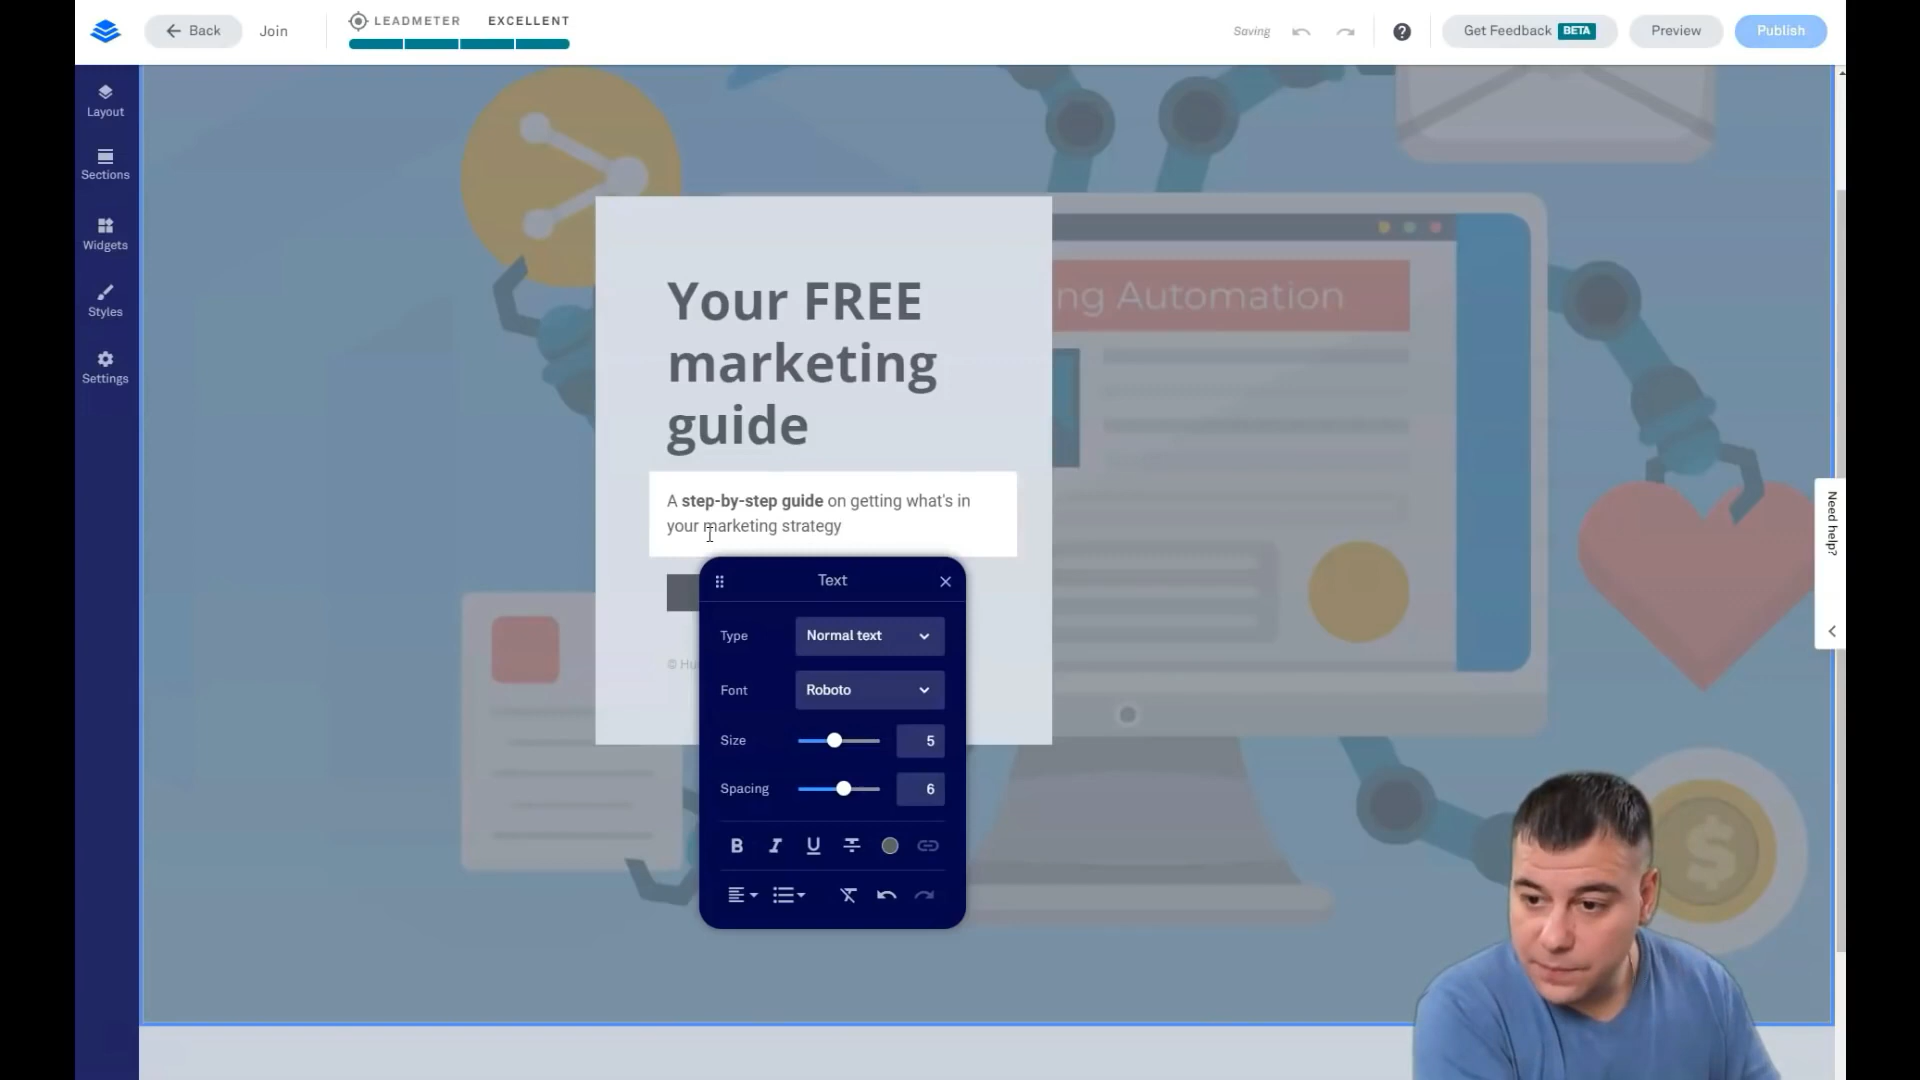 Back
Join
LEADMETER
EXCELLENT
Saving
?
Get Feedback BETA
Preview
Publish
Layout
Sections
Widgets
Styles
Settings
Your FREE
marketing
guide
ng Automation
A step-by-step guide on getting what's in
your marketing strategy
Text
Type
Normal text
Font
Roboto
Size
5
Spacing
6
B I U
© Hu
Need help?
$